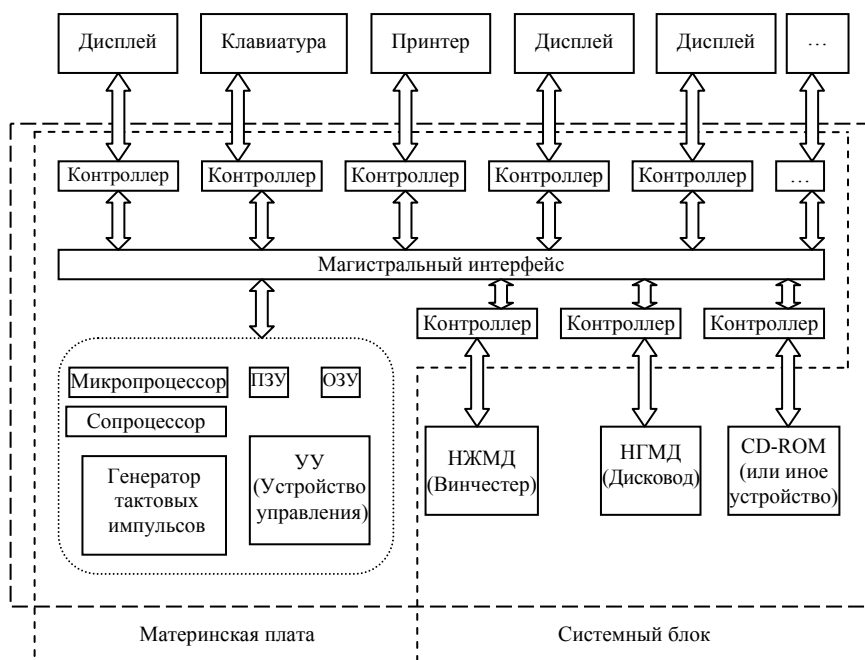 Дисплей
Клавиатура
Принтер
Дисплей
Дисплей
…
Контроллер
Контроллер
Контроллер
Контроллер
Контроллер
…
Магистральный интерфейс
Контроллер
Контроллер
Контроллер
Микропроцессор
ПЗУ
ОЗУ
Сопроцессор
Генератор
тактовых
импульсов
УУ
(Устройство
управления)
НЖМД
(Винчестер)
НГМД
(Дисковод)
CD-ROM
(или иное
устройство)
Материнская плата
Системный блок